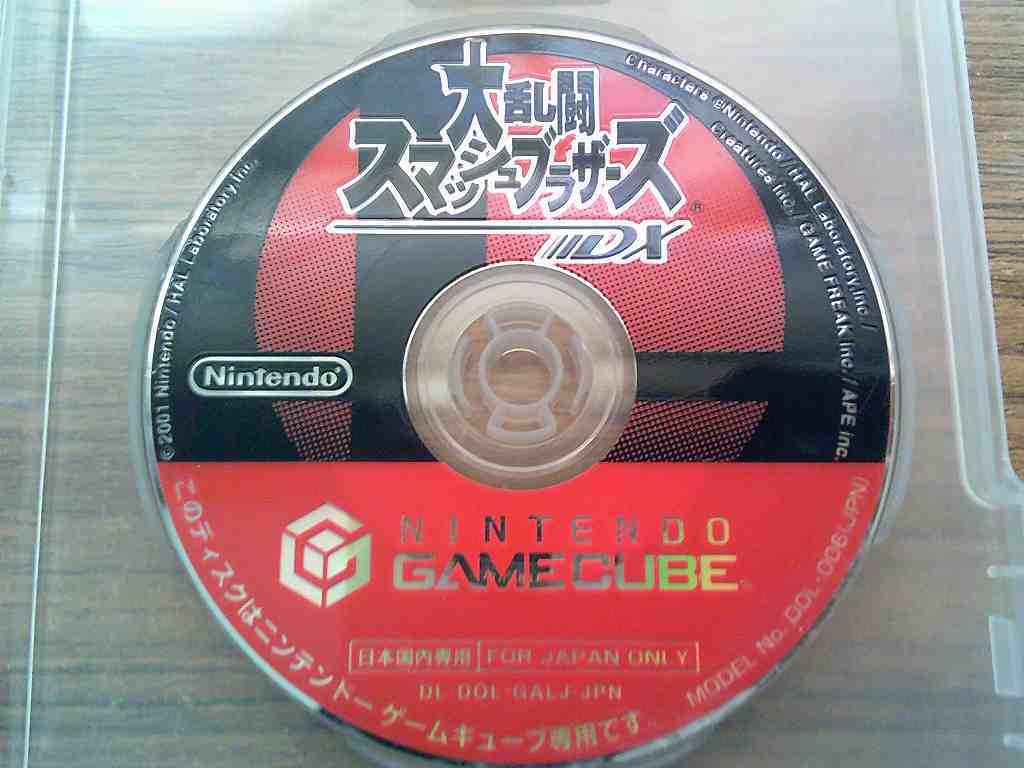 大乱闘
スマッシュブラザーズ®
DX
Characters ©Nintendo / HAL Laboratory,Inc. /
Creatures inc. / GAME FREAK inc. / APE inc.
© 2001 Nintendo / HAL Laboratory,Inc.
Nintendo®
NINTENDO
GAMECUBE
日本国内専用 FOR JAPAN ONLY
DL-DOL-GALJ-JPN
MODEL No. DOL-006(JPN)
このディスクはニンテンドー ゲームキューブ専用です。